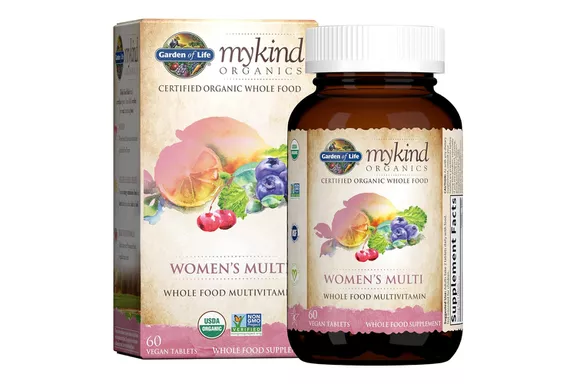 Garden of Life
mykind
ORGANICS
CERTIFIED ORGANIC WHOLE FOOD
WOMEN'S MULTI
WHOLE FOOD MULTIVITAMIN
USDA
ORGANIC
NON
GMO
VERIFIED
60
VEGAN TABLETS
WHOLE FOOD SUPPLEM
Garden of Life
mykind
ORGANICS
CERTIFIED ORGANIC WHOLE FOOD
WOMEN'S MULTI
WHOLE FOOD MULTIVITAMIN
60
VEGAN TABLETS
WHOLE FOOD SUPPLEMENT
Supplement Facts